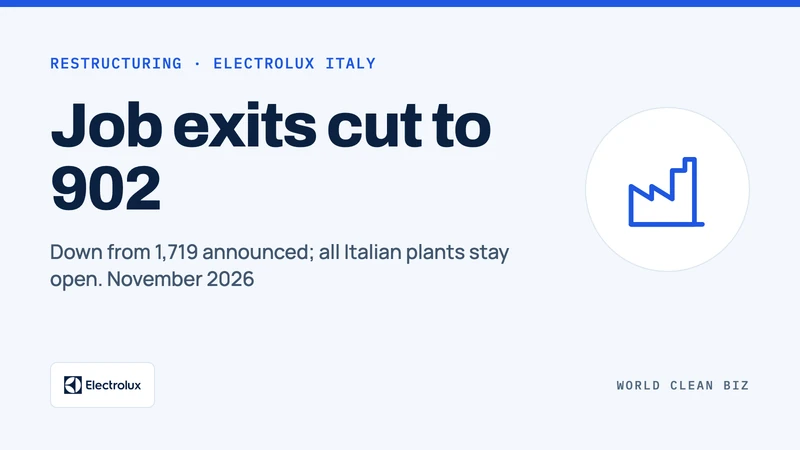 RESTRUCTURING · ELECTROLUX ITALY
Job exits cut to
902
Down from 1,719 announced; all Italian plants stay
open. November 2026
Electrolux
WORLD CLEAN BIZ